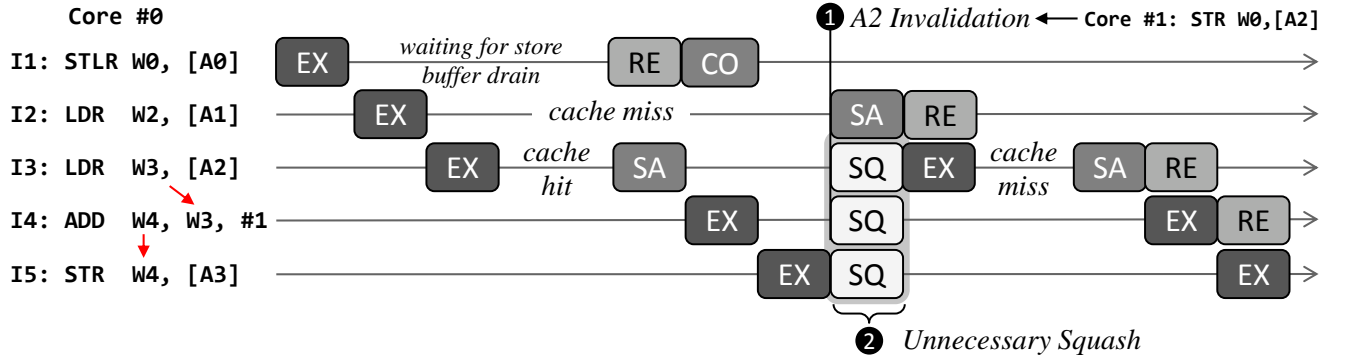 Core #0
❶ A2 Invalidation Core #1: STR W0,[A2]
I1: STLR W0, [A0] EX waiting for store buffer drain RE CO
I2: LDR W2, [A1] EX cache miss SA RE
I3: LDR W3, [A2] EX cache hit SA SQ EX cache miss SA RE
I4: ADD W4, W3, #1 EX SQ EX RE
I5: STR W4, [A3] EX SQ EX
❷ Unnecessary Squash